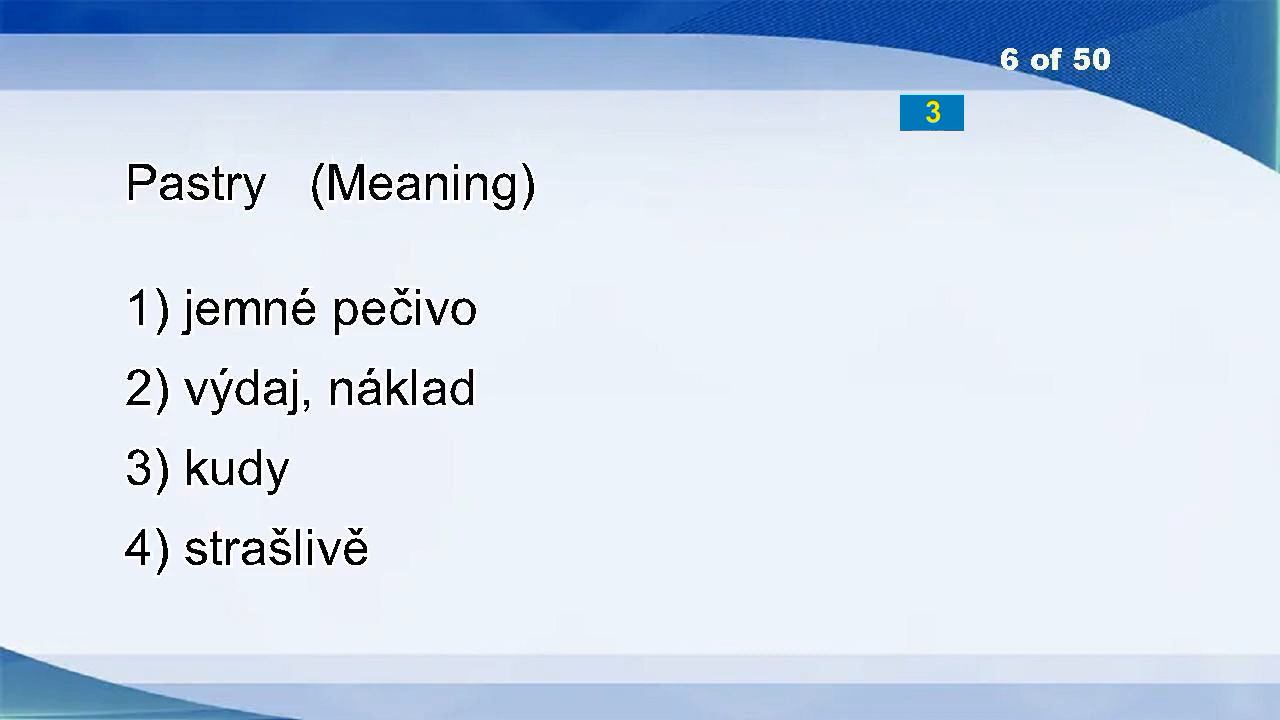 6 of 50
3
Pastry (Meaning)
1) jemné pečivo
2) výdaj, náklad
3) kudy
4) strašlivě